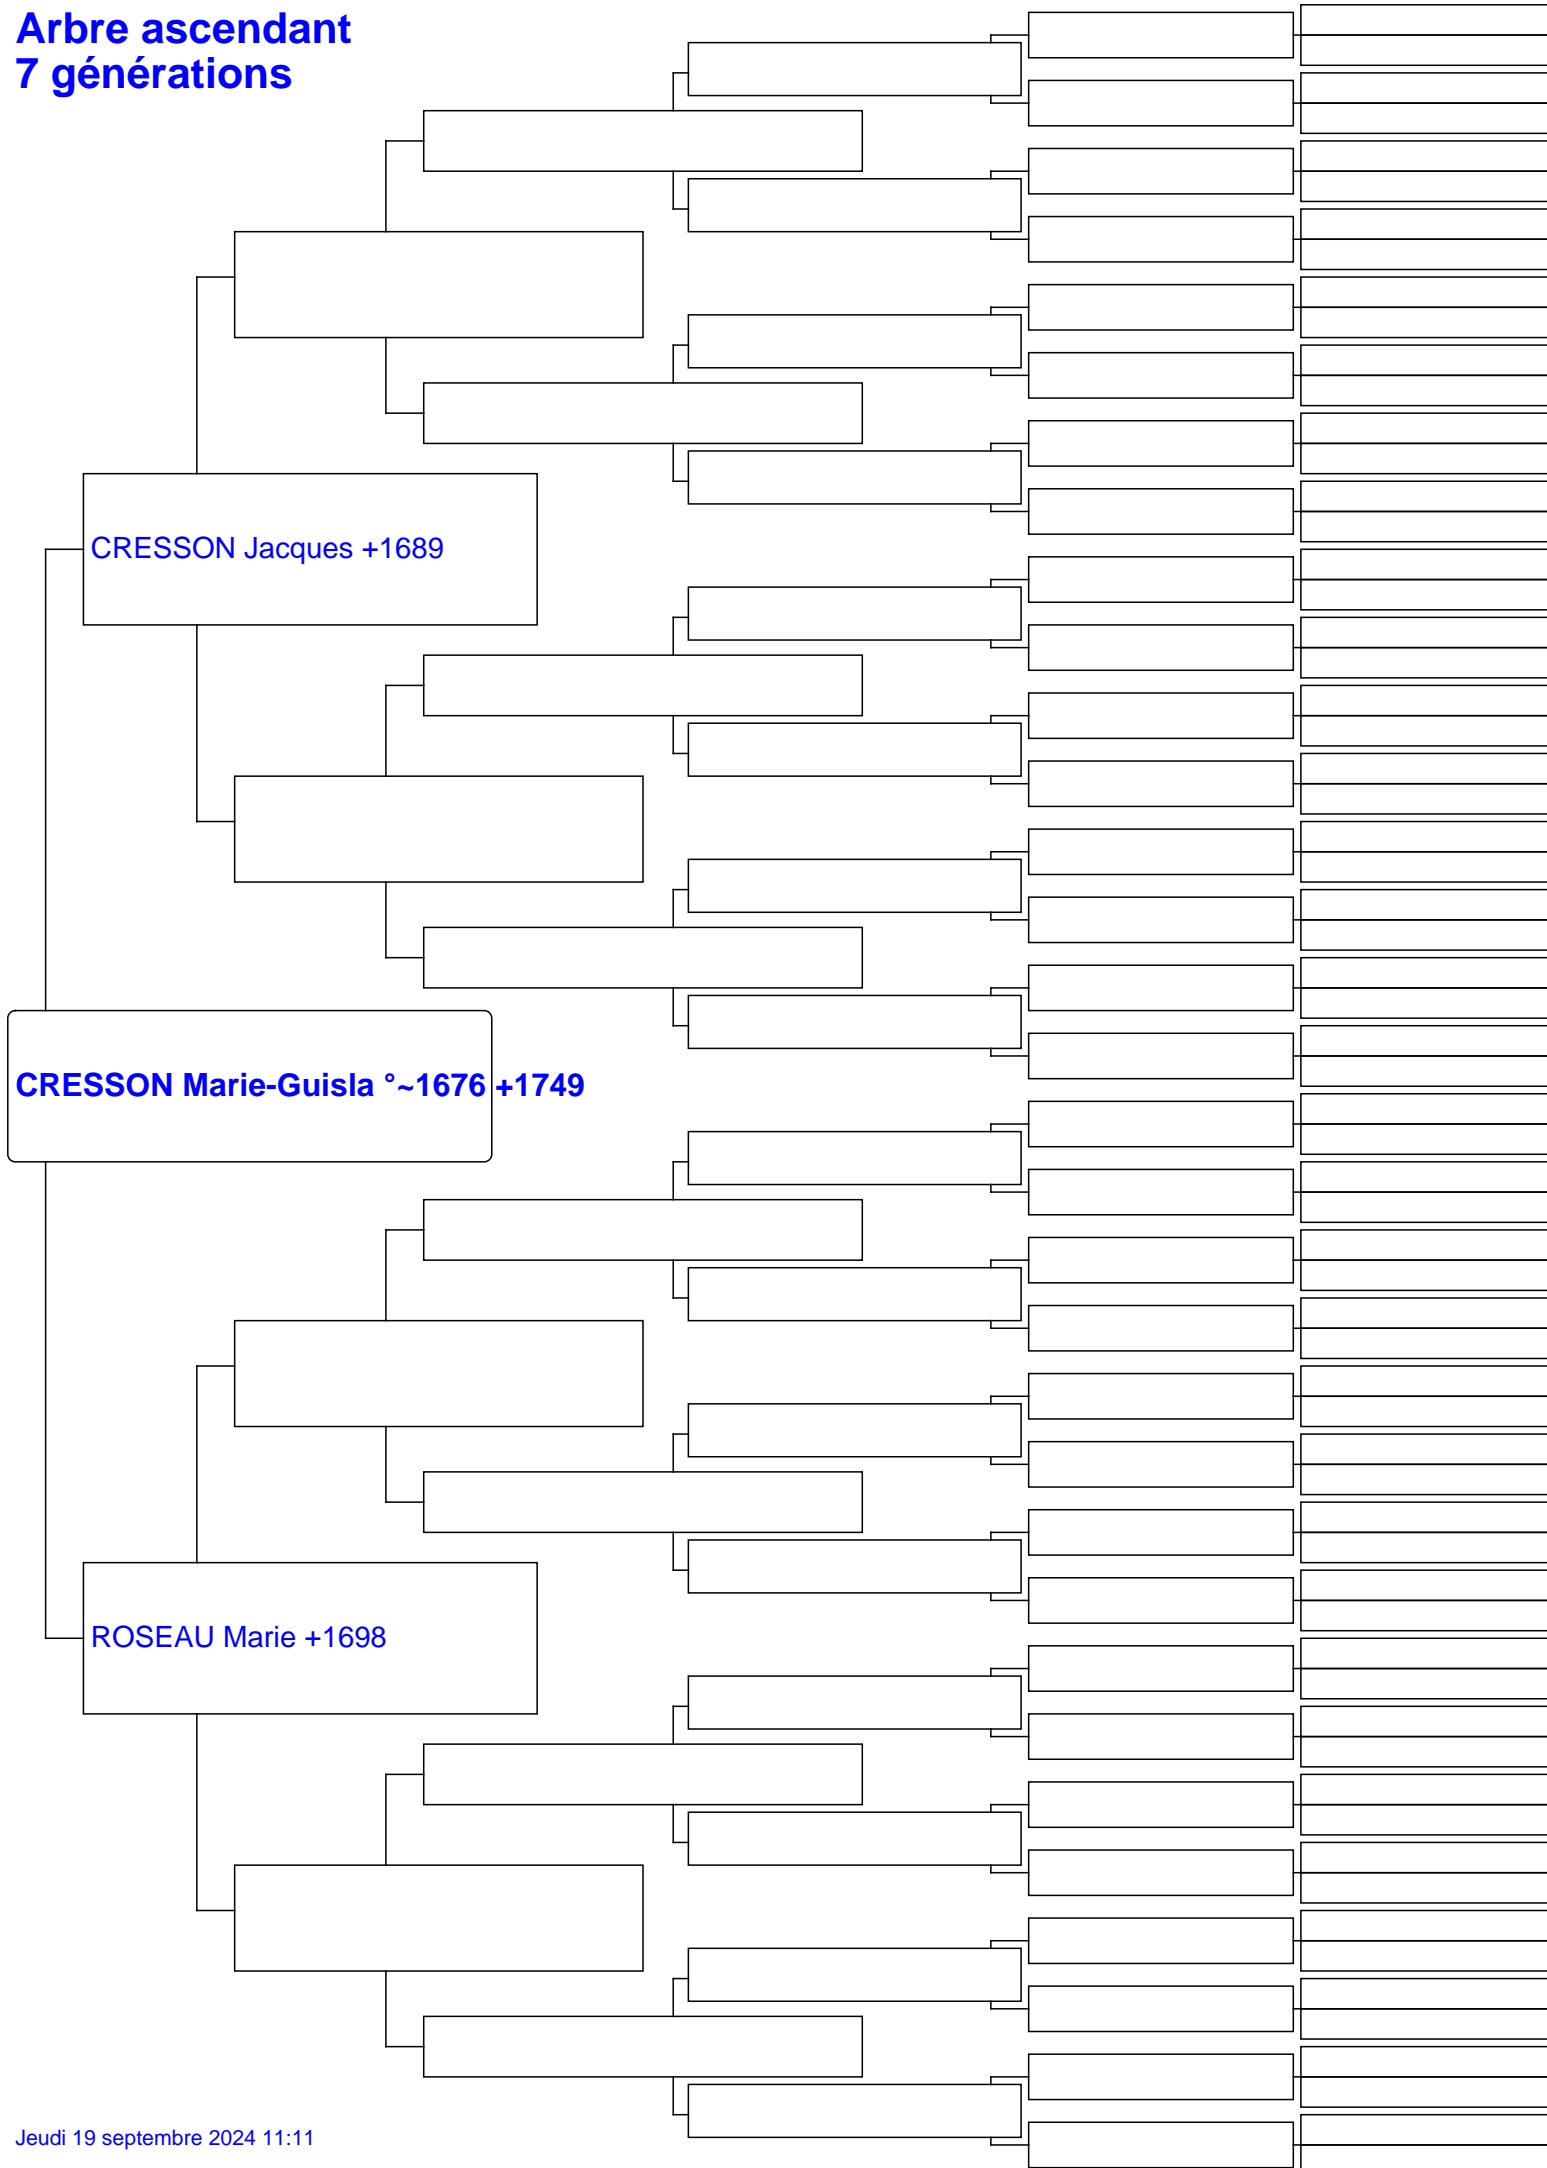 Arbre ascendant
7 générations
CRESSON Jacques +1689
CRESSON Marie-Guisla °~1676 +1749
ROSEAU Marie +1698
Jeudi 19 septembre 2024 11:11